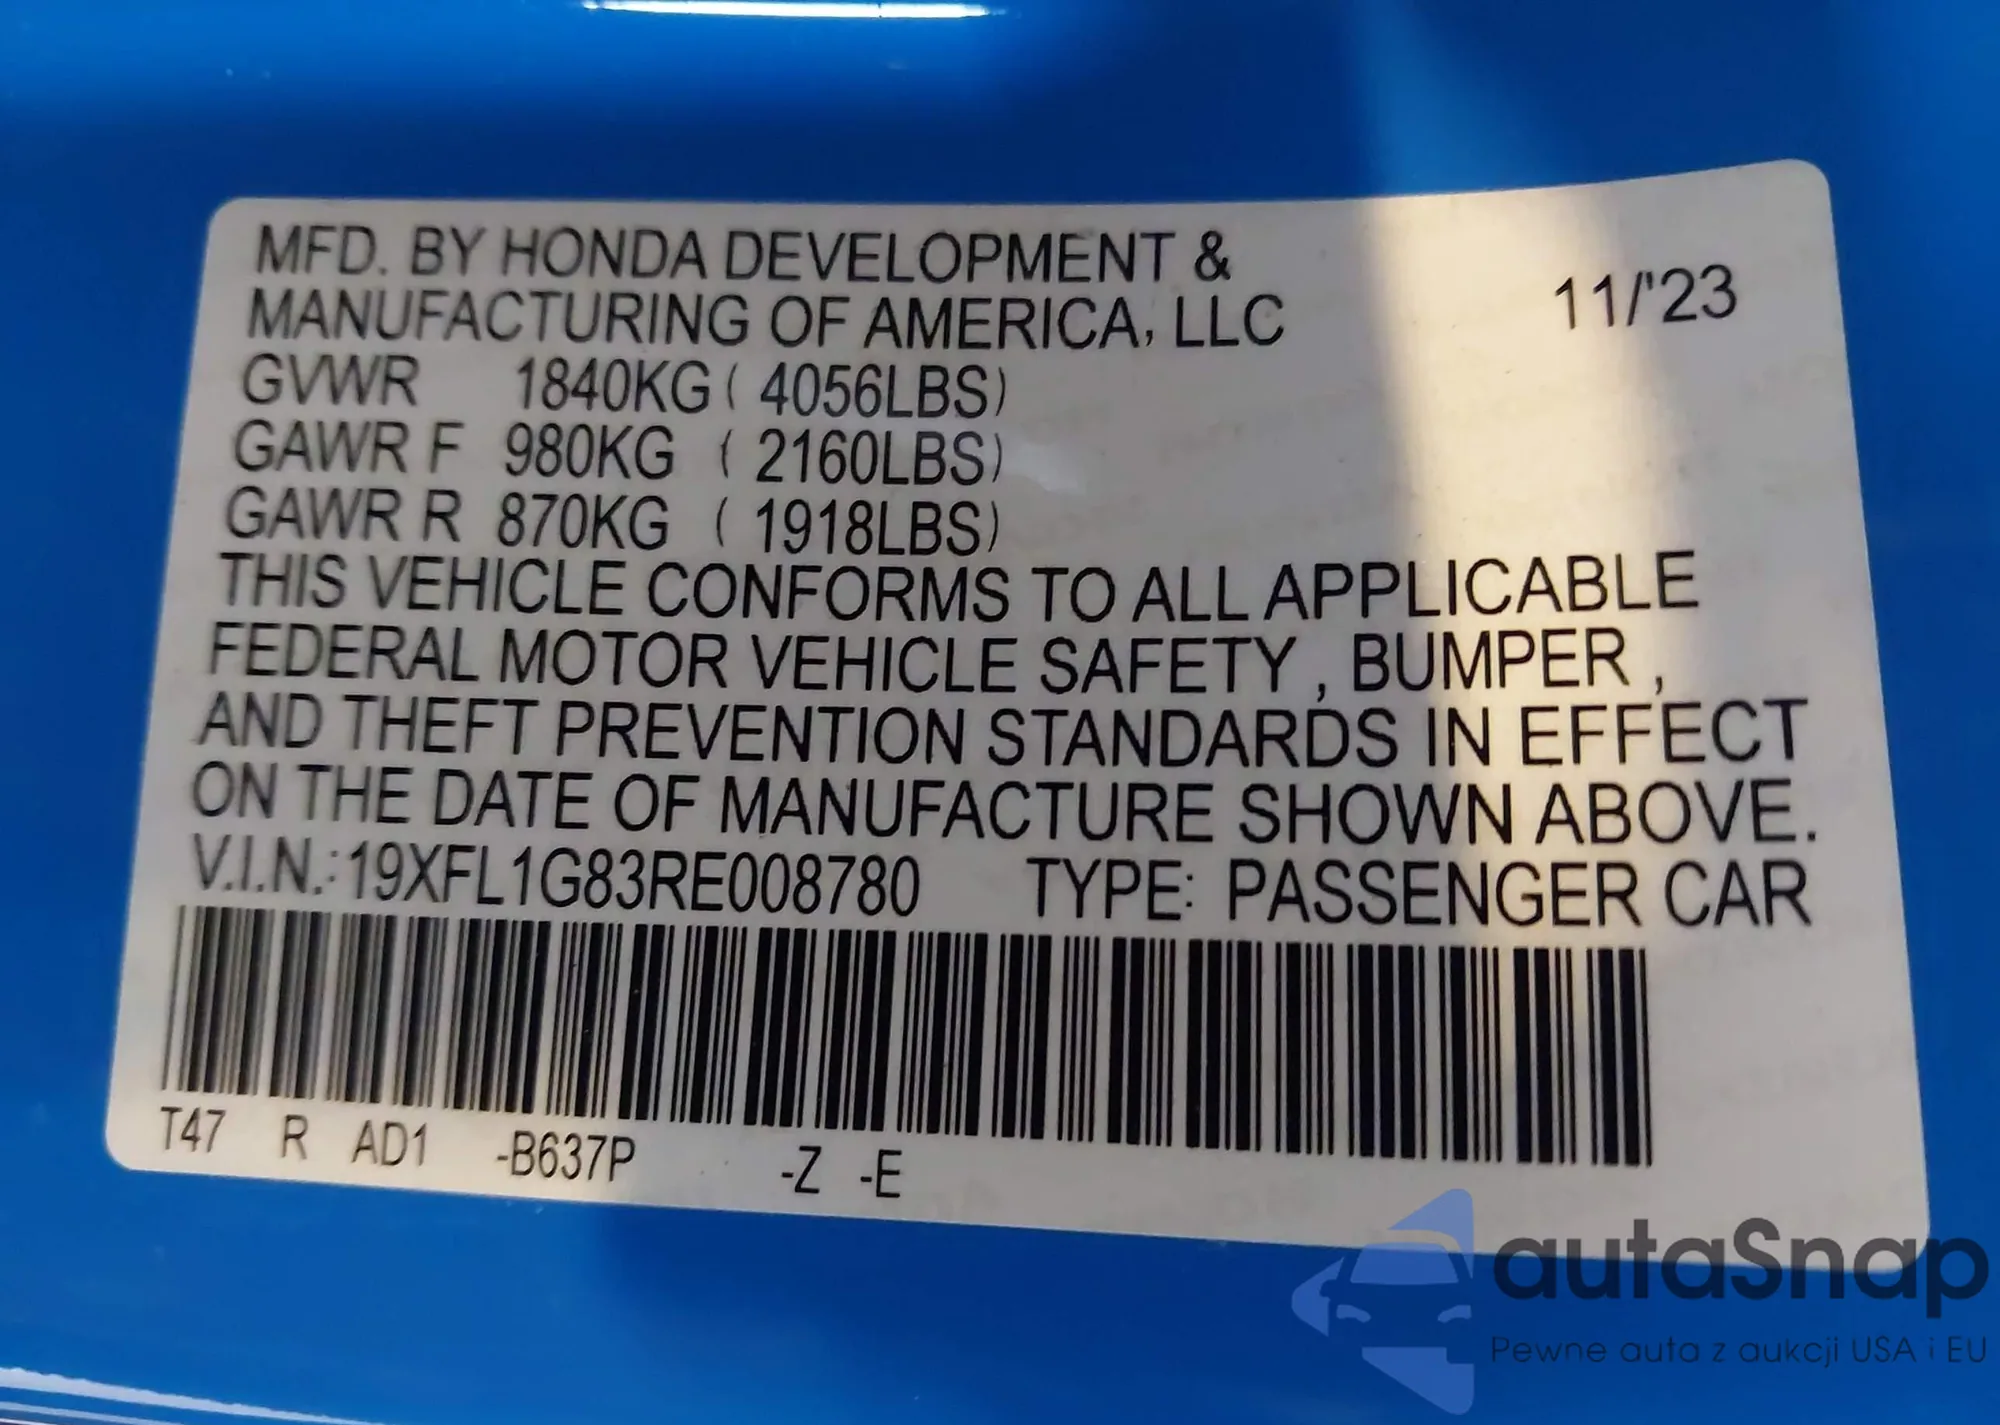 MFD. BY HONDA DEVELOPMENT &
MANUFACTURING OF AMERICA, LLC
11/'23
GVWR 1840KG ( 4056LBS)
GAWR F 980KG ( 2160LBS)
GAWR R 870KG ( 1918LBS)
THIS VEHICLE CONFORMS TO ALL APPLICABLE
FEDERAL MOTOR VEHICLE SAFETY , BUMPER ,
AND THEFT PREVENTION STANDARDS IN EFFECT
ON THE DATE OF MANUFACTURE SHOWN ABOVE.
V.I.N.: 19XFL1G83RE008780 TYPE: PASSENGER CAR
T47 R AD1 -B637P -Z -E
autaSnap
Pewne auta z aukcji USA i EU